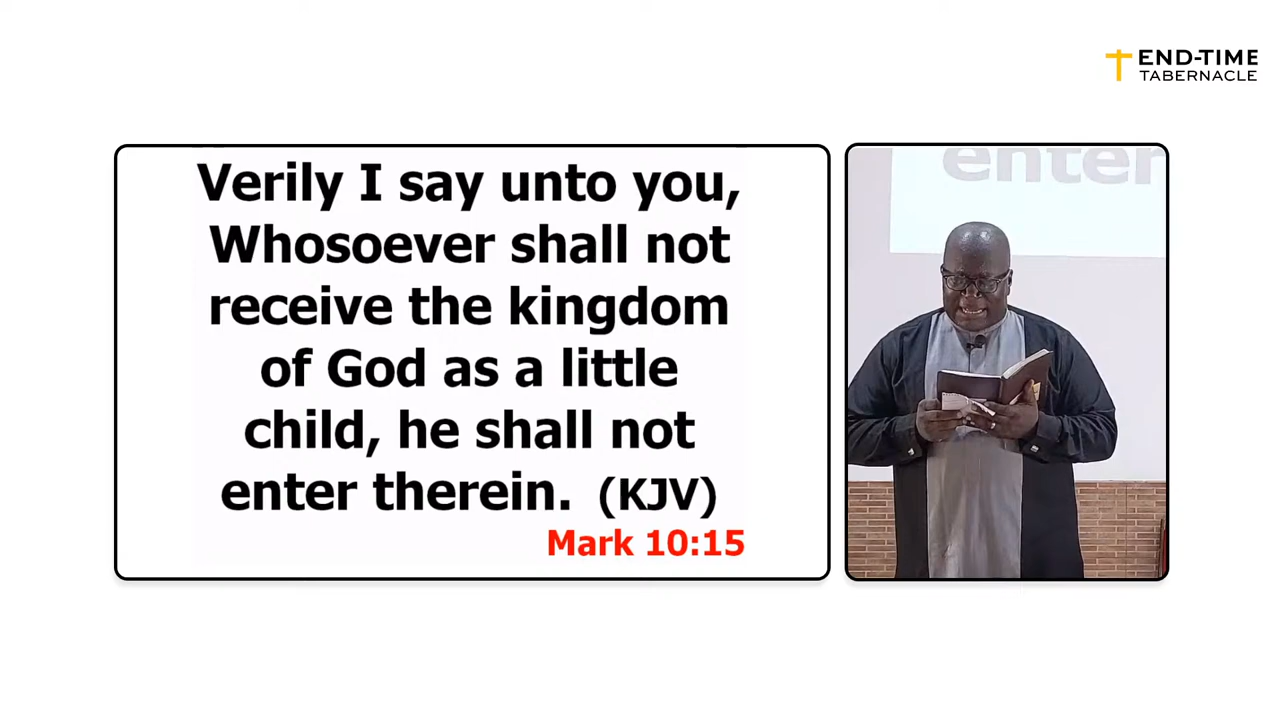 END-TIME
TABERNACLE
Verily I say unto you,
Whosoever shall not
receive the kingdom
of God as a little
child, he shall not
enter therein. (KJV)
Mark 10:15
enter